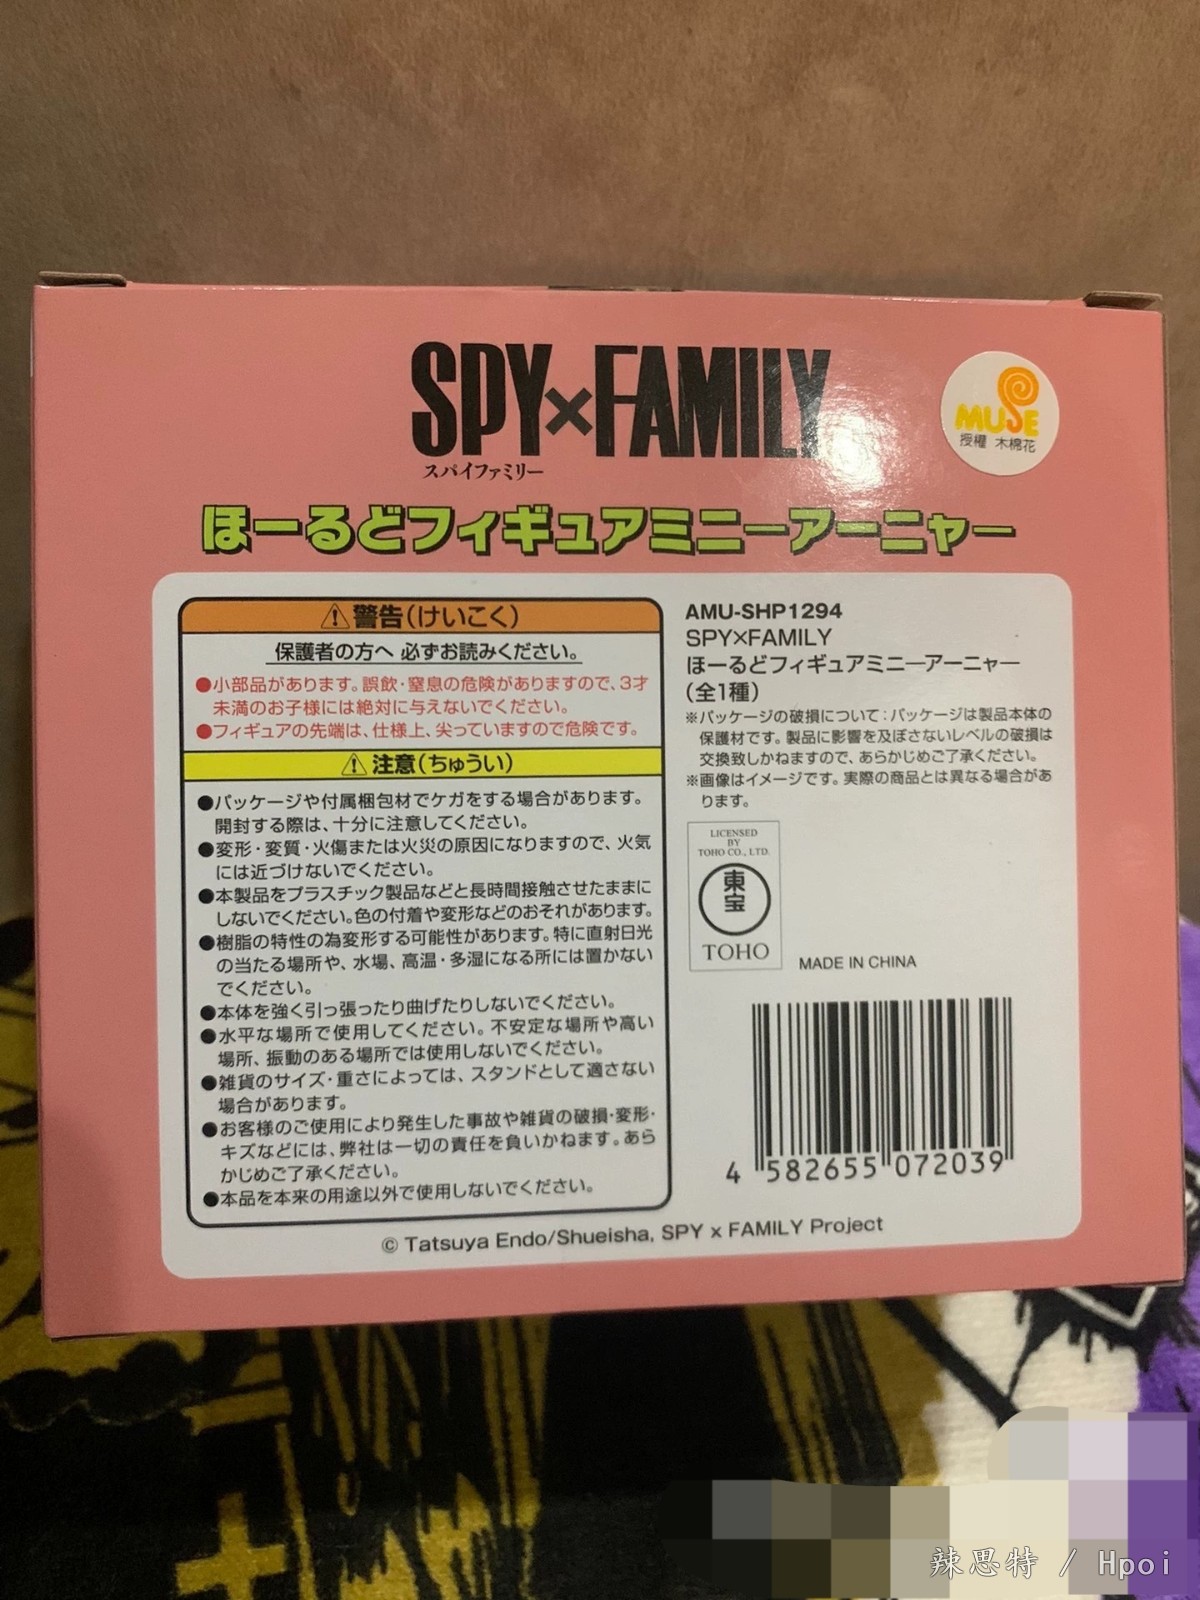 SPY×FAMILY
スパイファミリー
MUSE
授權 木棉花
ほーるどフィギュアミニーアーニャー
⚠警告(けいこく)
保護者の方へ 必ずお読みください。
●小部品があります。誤飲・窒息の危険がありますので、3才
未満のお子様には絶対に与えないでください。
●フィギュアの先端は、仕様上、尖っていますので危険です。
⚠注意(ちゅうい)
●パッケージや付属梱包材でケガをする場合があります。
開封する際は、十分に注意してください。
●変形・変質・火傷または火災の原因になりますので、火気
には近づけないでください。
●本製品をプラスチック製品などと長時間接触させたままに
しないでください。色の付着や変形などのおそれがあります。
●樹脂の特性の為変形する可能性があります。特に直射日光
の当たる場所や、水場、高温・多湿になる所には置かない
でください。
●本体を強く引っ張ったり曲げたりしないでください。
●水平な場所で使用してください。不安定な場所や高い
場所、振動のある場所では使用しないでください。
●雑貨のサイズ・重さによっては、スタンドとして適さない
場合があります。
●お客様のご使用により発生した事故や雑貨の破損・変形・
キズなどには、弊社は一切の責任を負いかねます。あら
かじめご了承ください。
●本品を本来の用途以外で使用しないでください。
AMU-SHP1294
SPY×FAMILY
ほーるどフィギュアミニーアーニャー
(全1種)
※パッケージの破損について:パッケージは製品本体の
保護材です。製品に影響を及ぼさないレベルの破損は
交換致しかねますので、あらかじめご了承ください。
※画像はイメージです。実際の商品とは異なる場合があ
ります。
LICENSED
BY
TOHO CO., LTD.
東宝
TOHO
MADE IN CHINA
4 582655 072039
© Tatsuya Endo/Shueisha, SPY x FAMILY Project
辣思特 / Hpoi